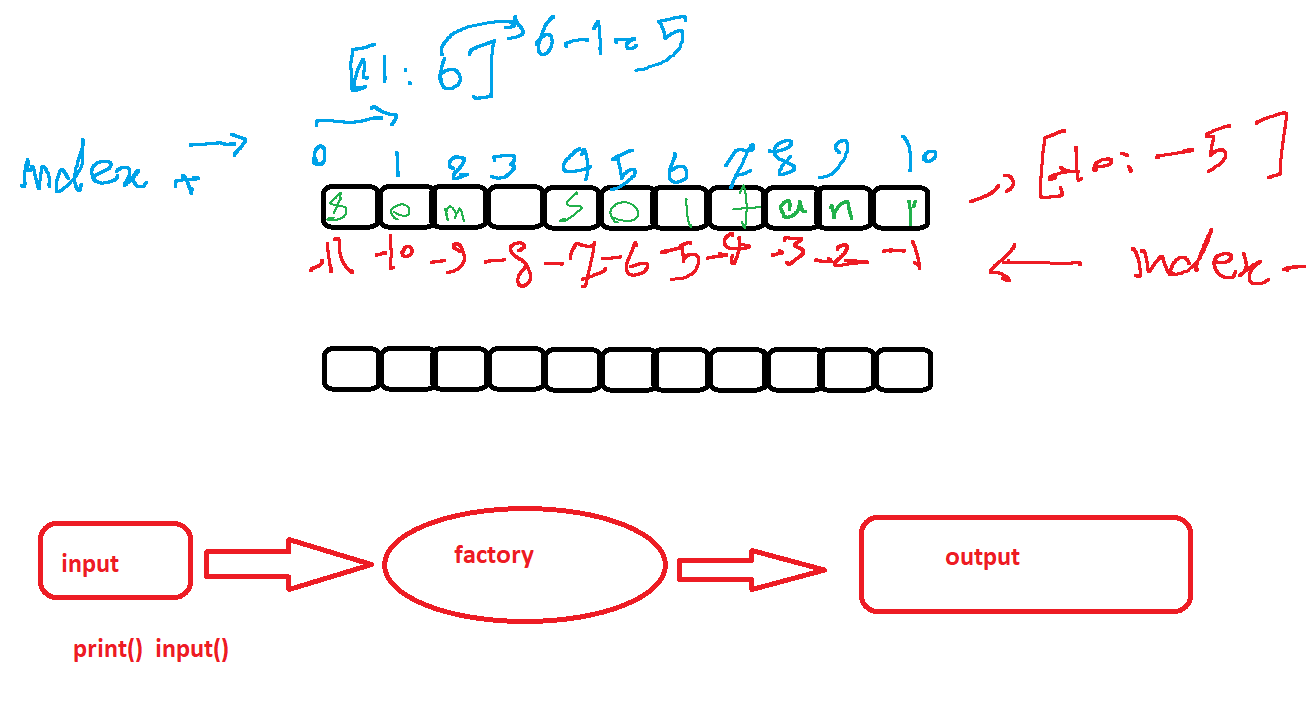 [1: 6] 6-1=5
index + 0 1 2 3 4 5 6 7 8 9 10
s o m s o l t a n y [-10: -5]
-11 -10 -9 -8 -7 -6 -5 -4 -3 -2 -1 index -
input factory output
print() input()